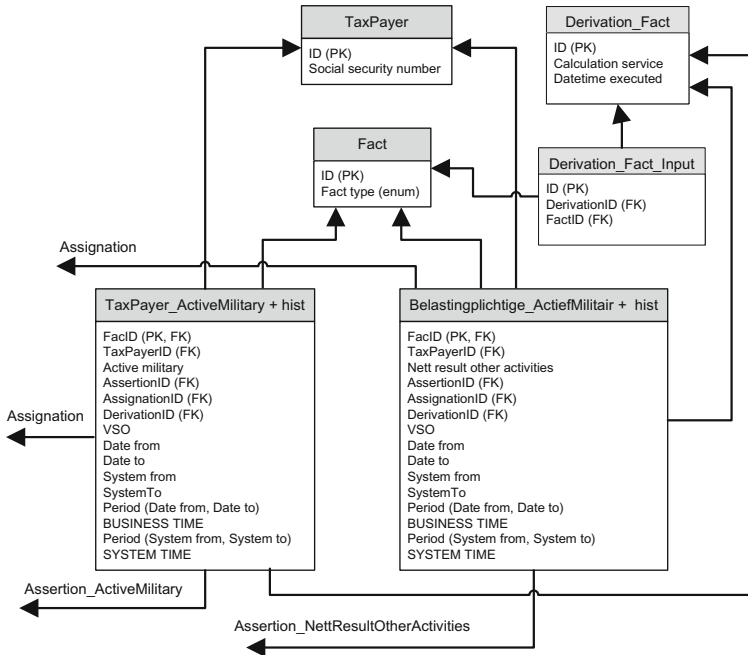 TaxPayer
ID (PK)
Social security number
Derivation_Fact
ID (PK)
Calculation service
Datetime executed
Fact
ID (PK)
Fact type (enum)
Derivation_Fact_Input
ID (PK)
DerivationID (FK)
FactID (FK)
Assignation
TaxPayer_ActiveMilitary + hist
FacID (PK, FK)
TaxPayerID (FK)
Active military
AssertionID (FK)
AssignationID (FK)
DerivationID (FK)
VSO
Date from
Date to
System from
SystemTo
Period (Date from, Date to)
BUSINESS TIME
Period (System from, System to)
SYSTEM TIME
Belastingplichtige_ActiefMilitair + hist
FacID (PK, FK)
TaxPayerID (FK)
Nett result other activities
AssertionID (FK)
AssignationID (FK)
DerivationID (FK)
VSO
Date from
Date to
System from
SystemTo
Period (Date from, Date to)
BUSINESS TIME
Period (System from, System to)
SYSTEM TIME
Assignation
Assertion_ActiveMilitary
Assertion_NettResultOtherActivities